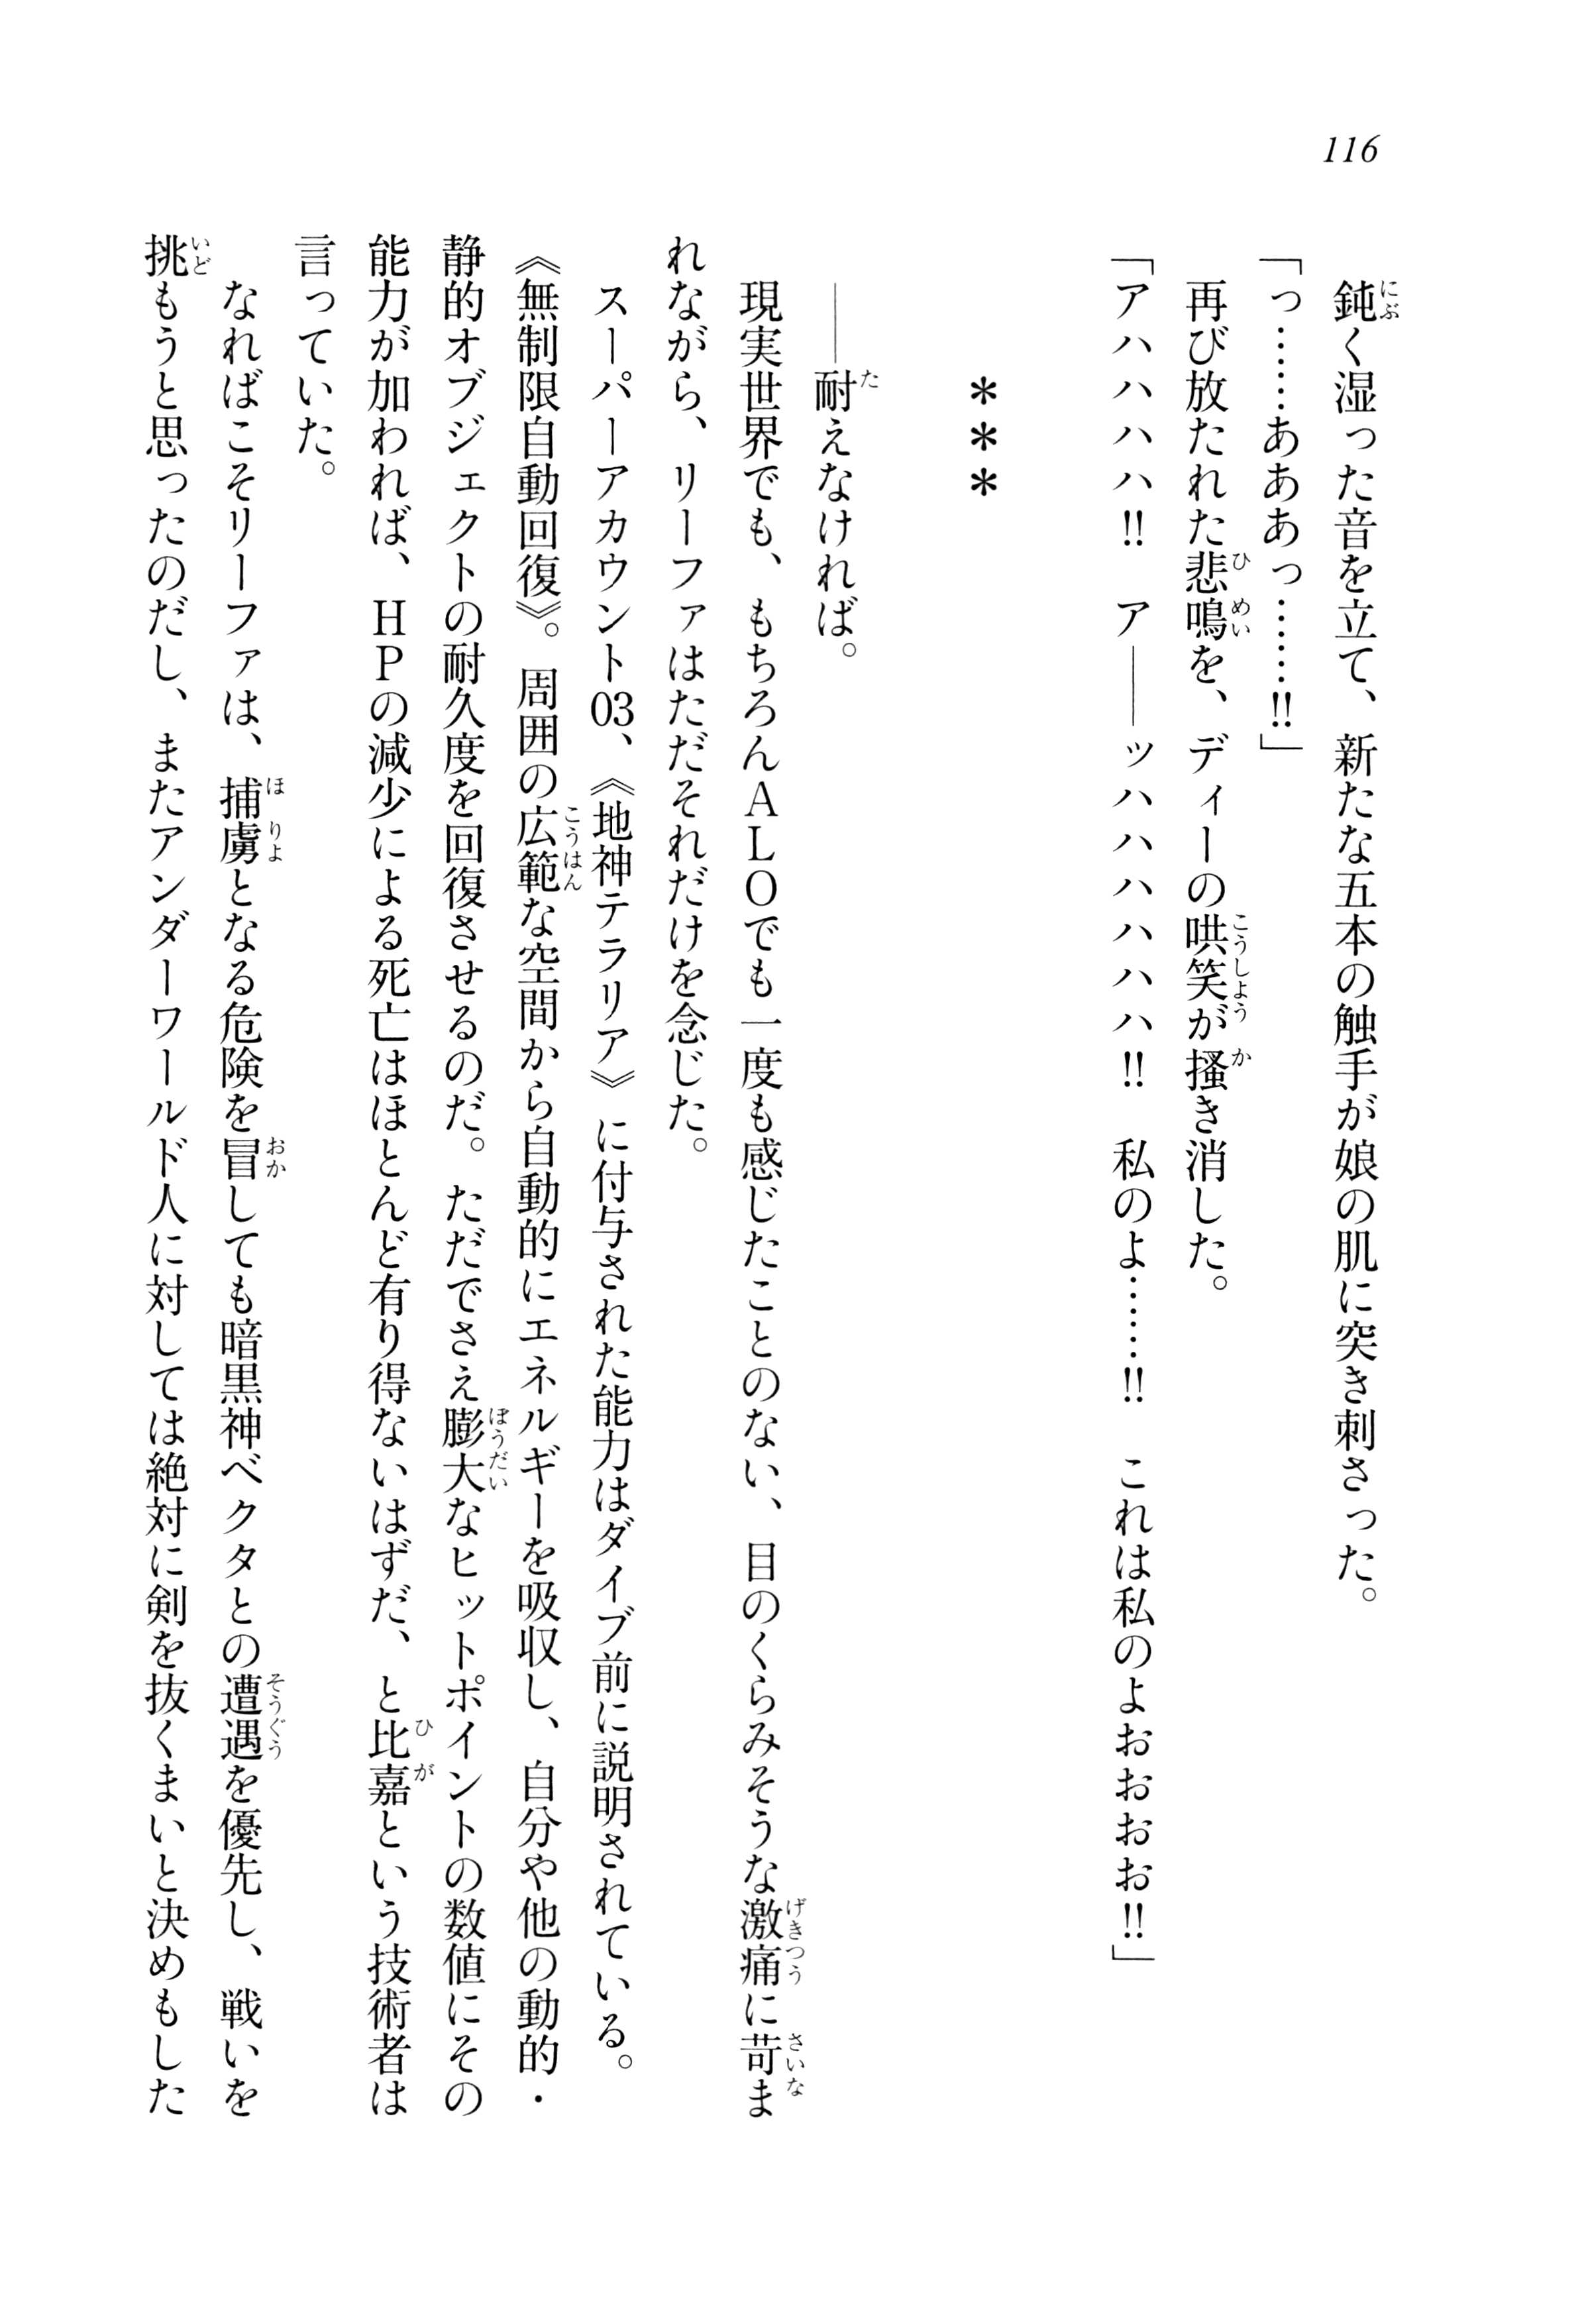 116
鈍く湿った音を立て、新たな五本の触手が娘の肌に突き刺さった。
「っ……あああっ……!!」
再び放たれた悲鳴を、ディーの哄笑が掻き消した。
「アハハハハ!!　ア――ッハハハハハハ!!　私のよ……!!　これは私のよおおおお!!」
＊＊＊
――耐えなければ。
現実世界でも、もちろんＡＬＯでも一度も感じたことのない、目のくらみそうな激痛に苛ま
れながら、リーファはただそれだけを念じた。
スーパーアカウント03、《地神テラリア》に付与された能力はダイブ前に説明されている。
《無制限自動回復》。周囲の広範な空間から自動的にエネルギーを吸収し、自分や他の動的・
静的オブジェクトの耐久度を回復させるのだ。ただでさえ膨大なヒットポイントの数値にその
能力が加われば、ＨＰの減少による死亡はほとんど有り得ないはずだ、と比嘉という技術者は
言っていた。
なればこそリーファは、捕虜となる危険を冒しても暗黒神ベクタとの遭遇を優先し、戦いを
挑もうと思ったのだし、またアンダーワールド人に対しては絶対に剣を抜くまいと決めもした